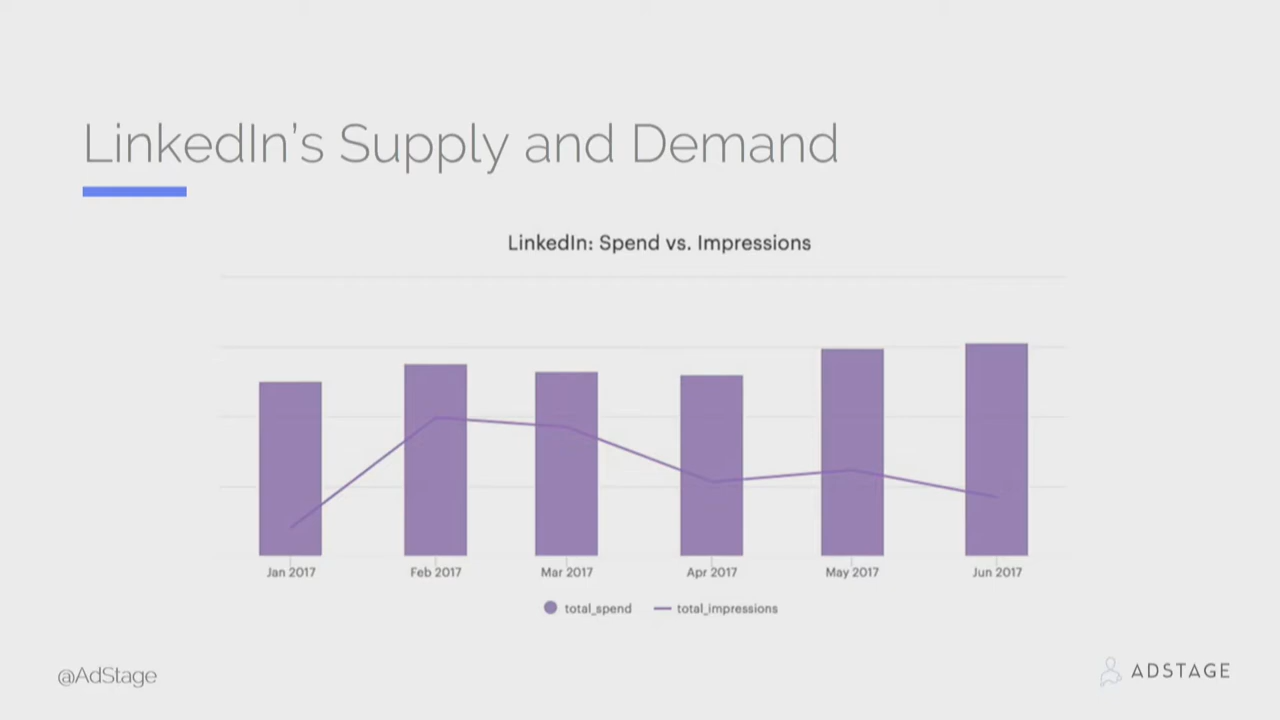 LinkedIn's Supply and Demand
LinkedIn: Spend vs. Impressions
Jan 2017 Feb 2017 Mar 2017 Apr 2017 May 2017 Jun 2017
total_spend total_impressions
@AdStage
ADSTAGE